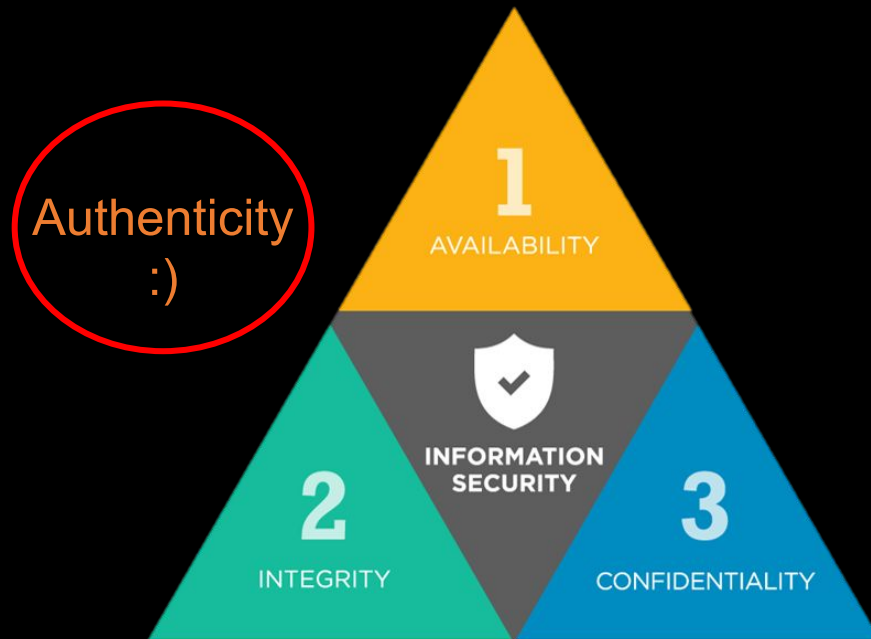 Authenticity
:)
1
AVAILABILITY
INFORMATION
SECURITY
2
INTEGRITY
3
CONFIDENTIALITY